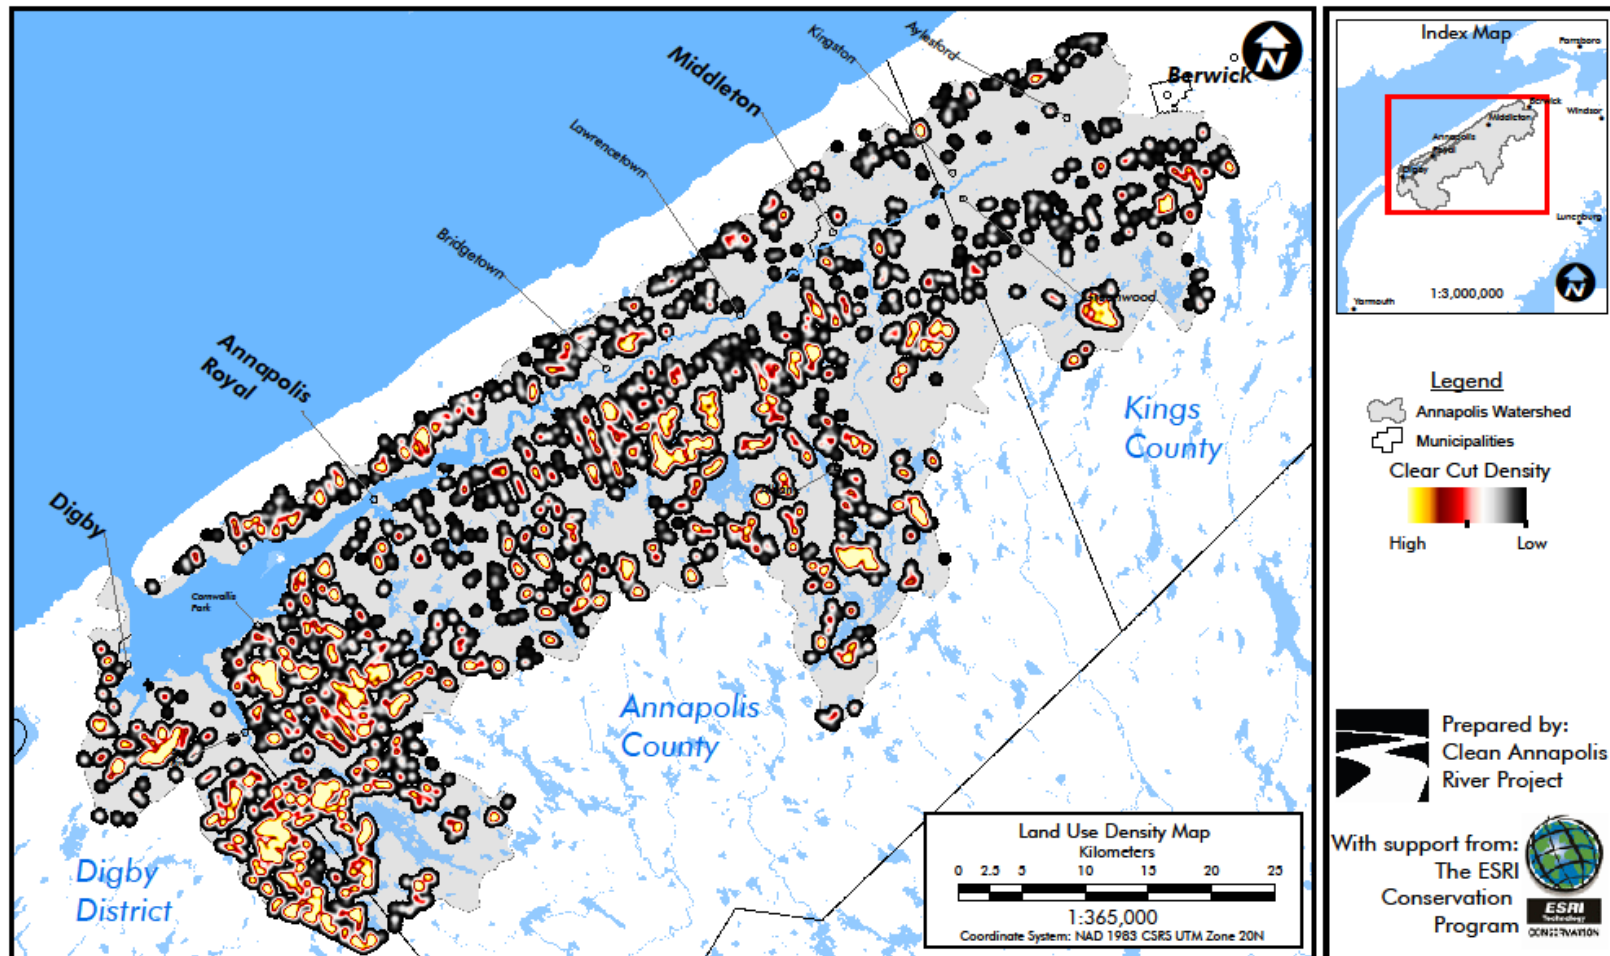 Aylesford
Kingston
Berwick
Middleton
Lawrencetown
Bridgetown
Annapolis
Royal
Digby
Cornwallis
Park
Kings
County
Annapolis
County
Digby
District
N
Land Use Density Map
Kilometers
0 2.5 5 10 15 20 25
1:365,000
Coordinate System: NAD 1983 CSRS UTM Zone 20N
Index Map
Parrsboro
Berwick
Windsor
Middleton
Annapolis
Royal
Digby
Lunenburg
Yarmouth
1:3,000,000
N
Legend
Annapolis Watershed
Municipalities
Clear Cut Density
High Low
Prepared by:
Clean Annapolis
River Project
With support from:
The ESRI
Conservation
Program
ESRI
Technology
CONSERVATION